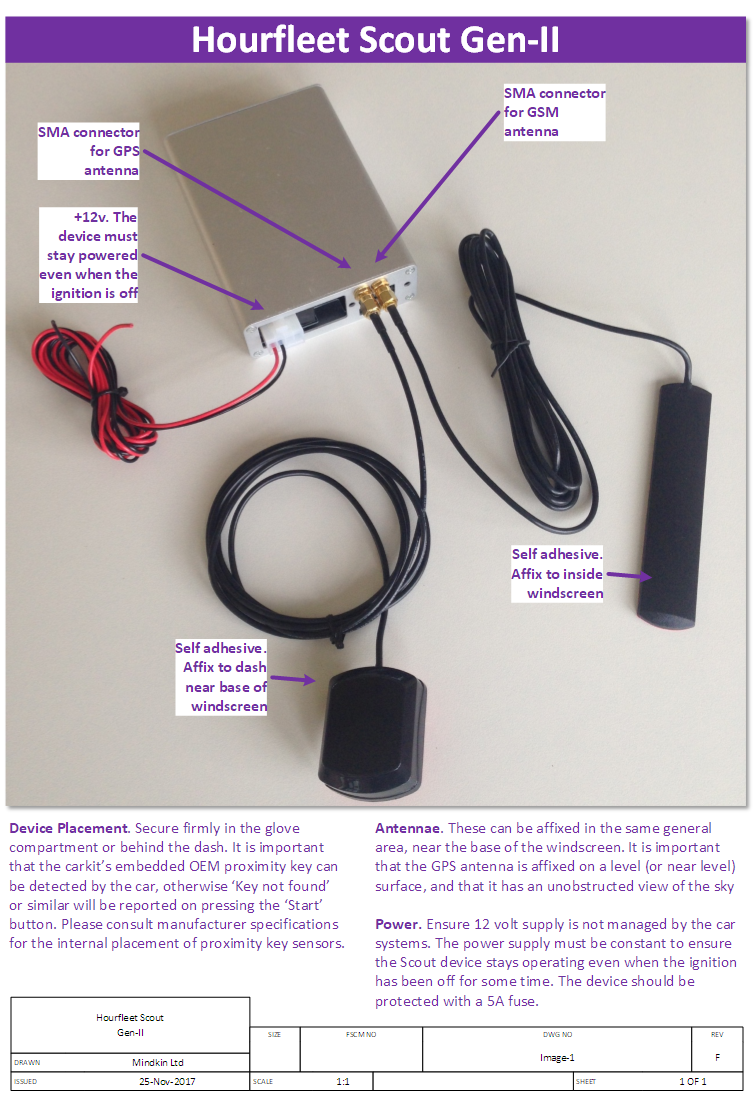 Hourfleet Scout Gen-II
SMA connector
for GSM
antenna
SMA connector
for GPS
antenna
+12v. The
device must
stay powered
even when the
ignition is off
Self adhesive.
Affix to inside
windscreen
Self adhesive.
Affix to dash
near base of
windscreen
Device Placement. Secure firmly in the glove
compartment or behind the dash. It is important
that the carkit’s embedded OEM proximity key can
be detected by the car, otherwise ‘Key not found’
or similar will be reported on pressing the ‘Start’
button. Please consult manufacturer specifications
for the internal placement of proximity key sensors.
Antennae. These can be affixed in the same general
area, near the base of the windscreen. It is important
that the GPS antenna is affixed on a level (or near level)
surface, and that it has an unobstructed view of the sky
Power. Ensure 12 volt supply is not managed by the car
systems. The power supply must be constant to ensure
the Scout device stays operating even when the ignition
has been off for some time. The device should be
protected with a 5A fuse.
Hourfleet Scout
Gen-II
SIZE FSCM NO DWG NO REV
Image-1 F
DRAWN Mindkin Ltd
ISSUED 25-Nov-2017 SCALE 1:1 SHEET 1 OF 1